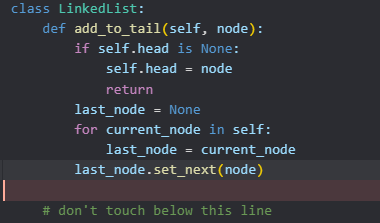 class LinkedList:
    def add_to_tail(self, node):
        if self.head is None:
            self.head = node
            return
        last_node = None
        for current_node in self:
            last_node = current_node
        last_node.set_next(node)
    # don't touch below this line